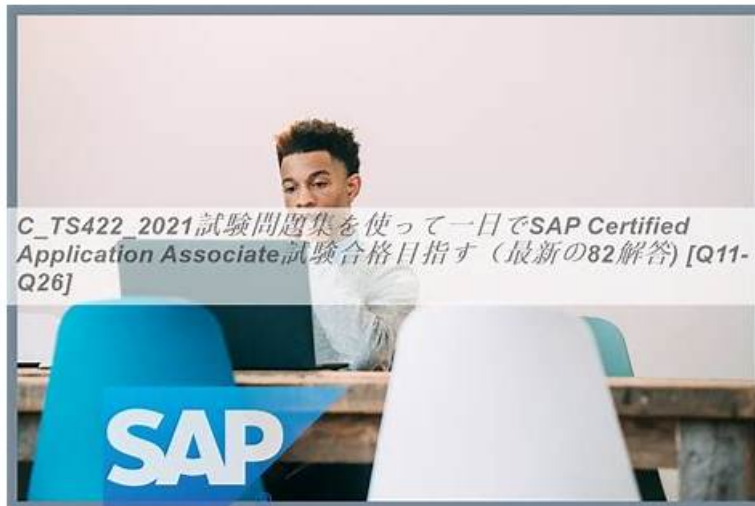 C_TS422_2021試験問題集を使って一日でSAP Certified
Application Associate試験合格目指す（最新の82解答) [Q11-
Q26]
SAP